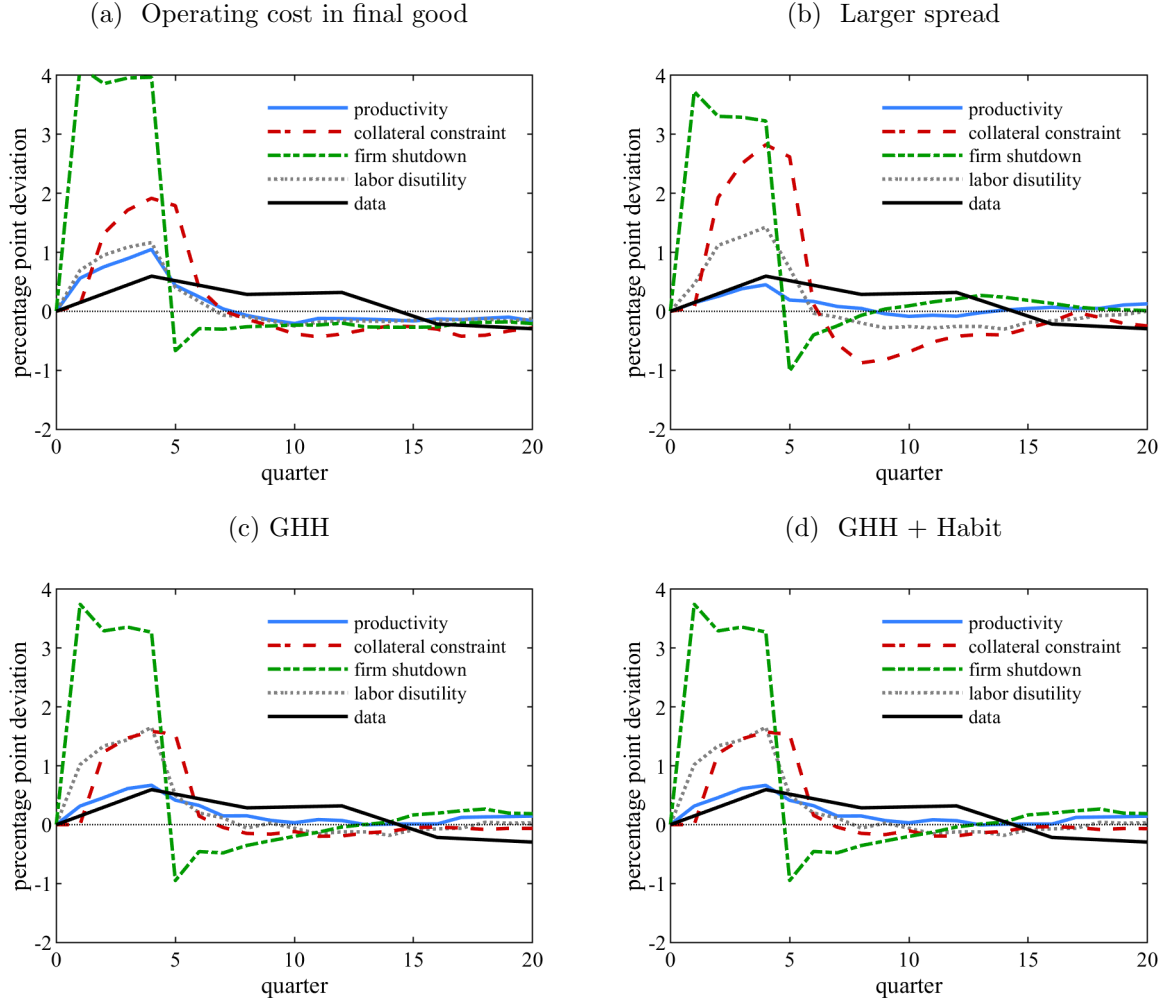 (a) Operating cost in final good
4
3
2
1
0
-1
-2
percentage point deviation
productivity
collateral constraint
firm shutdown
labor disutility
data
0 5 10 15 20
quarter
(b) Larger spread
4
3
2
1
0
-1
-2
percentage point deviation
productivity
collateral constraint
firm shutdown
labor disutility
data
0 5 10 15 20
quarter
(c) GHH
4
3
2
1
0
-1
-2
percentage point deviation
productivity
collateral constraint
firm shutdown
labor disutility
data
0 5 10 15 20
quarter
(d) GHH + Habit
4
3
2
1
0
-1
-2
percentage point deviation
productivity
collateral constraint
firm shutdown
labor disutility
data
0 5 10 15 20
quarter